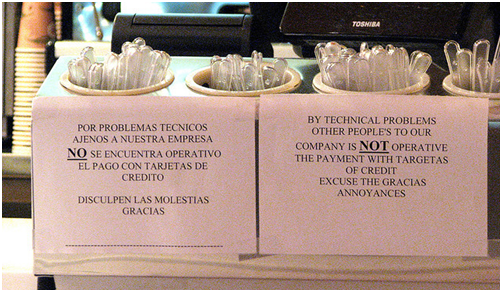 TOSHIBA
POR PROBLEMAS TECNICOS
AJENOS A NUESTRA EMPRESA
NO SE ENCUENTRA OPERATIVO
EL PAGO CON TARJETAS DE
CREDITO
DISCULPEN LAS MOLESTIAS
GRACIAS
BY TECHNICAL PROBLEMS
OTHER PEOPLE'S TO OUR
COMPANY IS NOT OPERATIVE
THE PAYMENT WITH TARGETAS
OF CREDIT
EXCUSE THE GRACIAS
ANNOYANCES